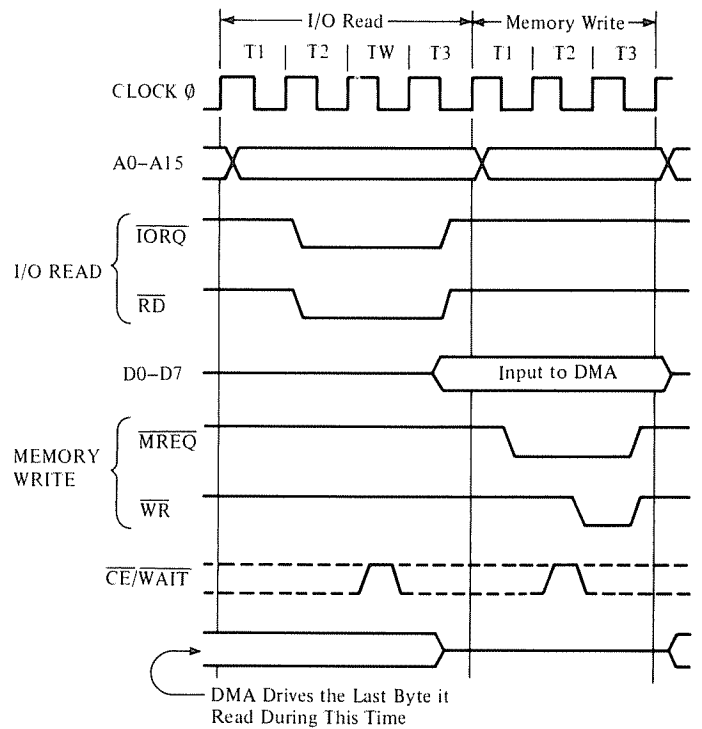 I/O Read Memory Write
T1 T2 TW T3 T1 T2 T3
CLOCK Ø
A0–A15
IORQ
I/O READ
RD
D0–D7 Input to DMA
MREQ
MEMORY
WRITE
WR
CE/WAIT
DMA Drives the Last Byte it
Read During This Time